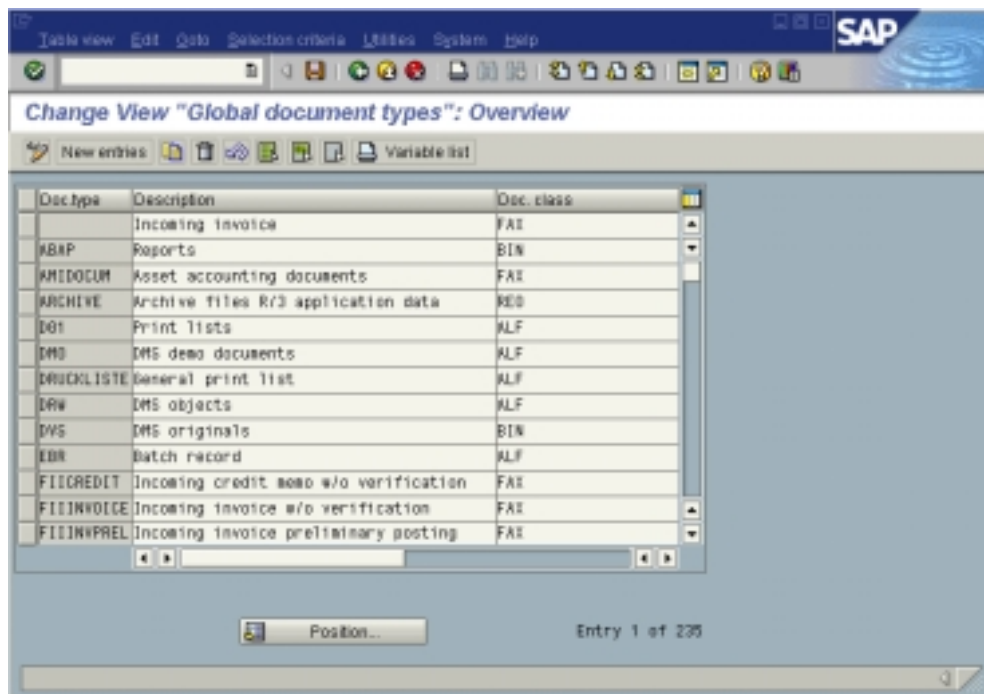 Table view Edit Goto Selection criteria Utilities System Help
SAP
Change View "Global document types": Overview
New entries Variable list
Doc.type Description Doc. class
Incoming invoice FAX
ABAP Reports BIN
AMIDOCUM Asset accounting documents FAX
ARCHIVE Archive files R/3 application data REO
D01 Print lists ALF
DMO DMS demo documents ALF
DRUCKLISTE General print list ALF
DRW DMS objects ALF
DVS DMS originals BIN
EBR Batch record ALF
FIICREDIT Incoming credit memo w/o verification FAX
FIIINVOICE Incoming invoice w/o verification FAX
FIIINVPREL Incoming invoice preliminary posting FAX
Position... Entry 1 of 235